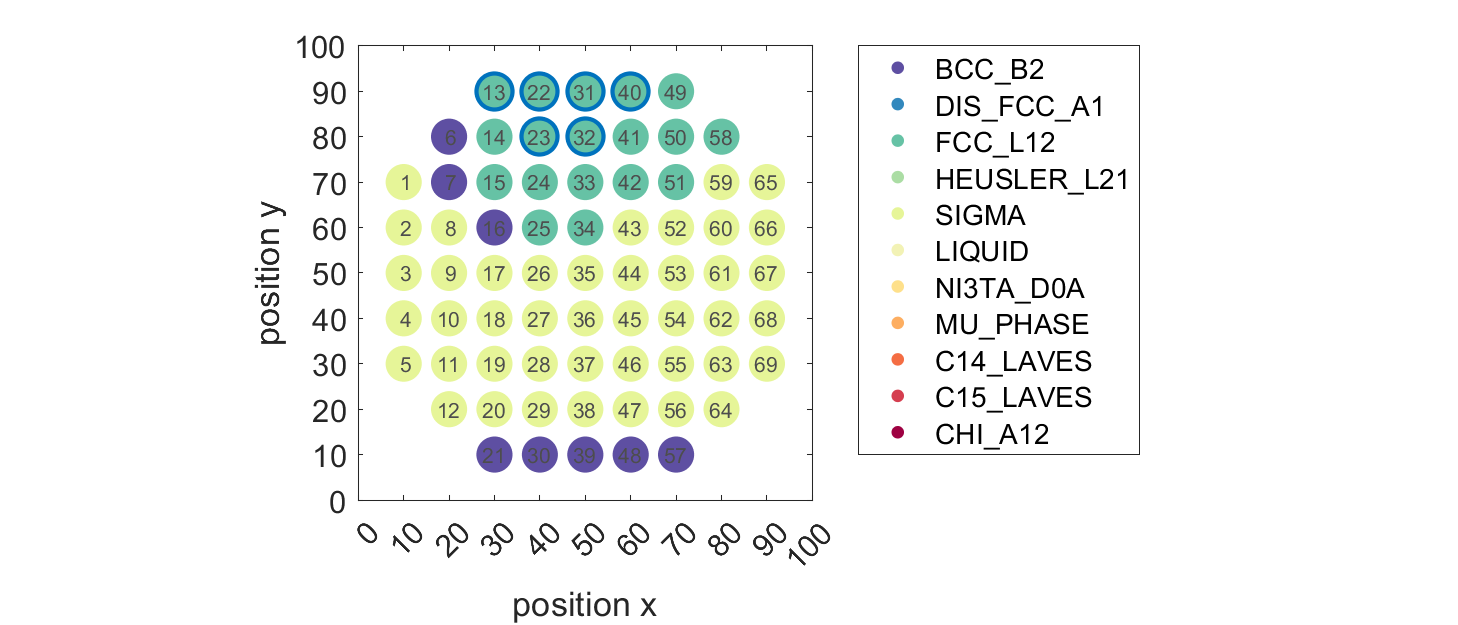 100
90
80
70
60
50
40
30
20
10
0
position y
13 22 31 40 49
6 14 23 32 41 50 58
1 7 15 24 33 42 51 59 65
2 8 16 25 34 43 52 60 66
3 9 17 26 35 44 53 61 67
4 10 18 27 36 45 54 62 68
5 11 19 28 37 46 55 63 69
12 20 29 38 47 56 64
21 30 39 48 57
0 10 20 30 40 50 60 70 80 90 100
position x
BCC_B2
DIS_FCC_A1
FCC_L12
HEUSLER_L21
SIGMA
LIQUID
NI3TA_D0A
MU_PHASE
C14_LAVES
C15_LAVES
CHI_A12